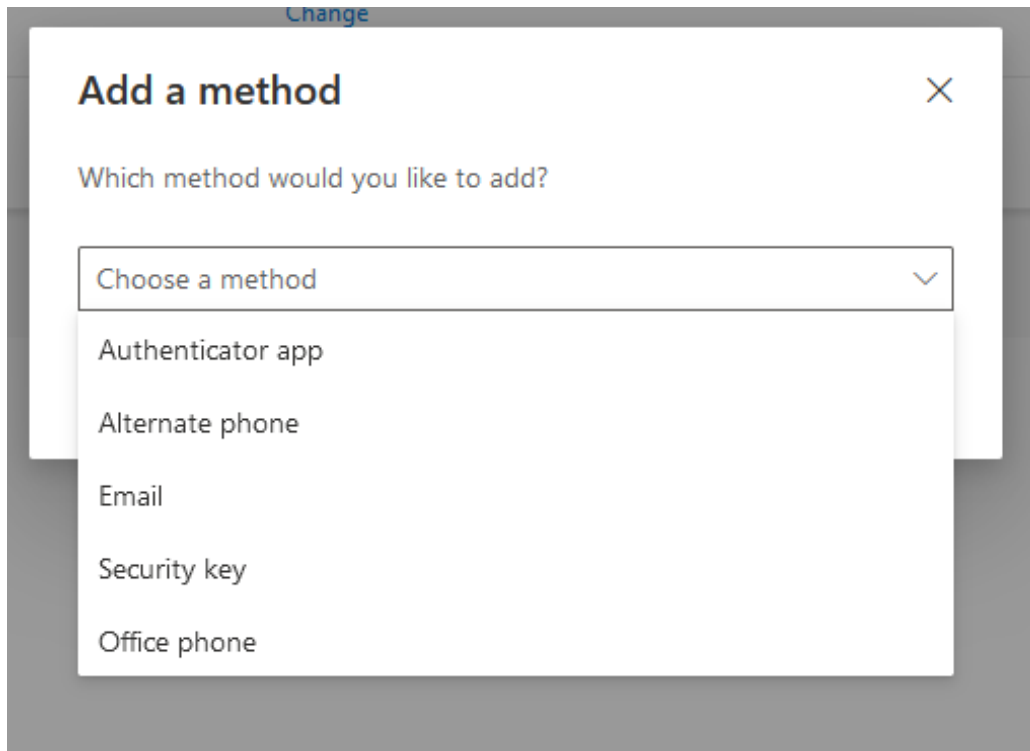 Change
Add a method
Which method would you like to add?
Choose a method
Authenticator app
Alternate phone
Email
Security key
Office phone